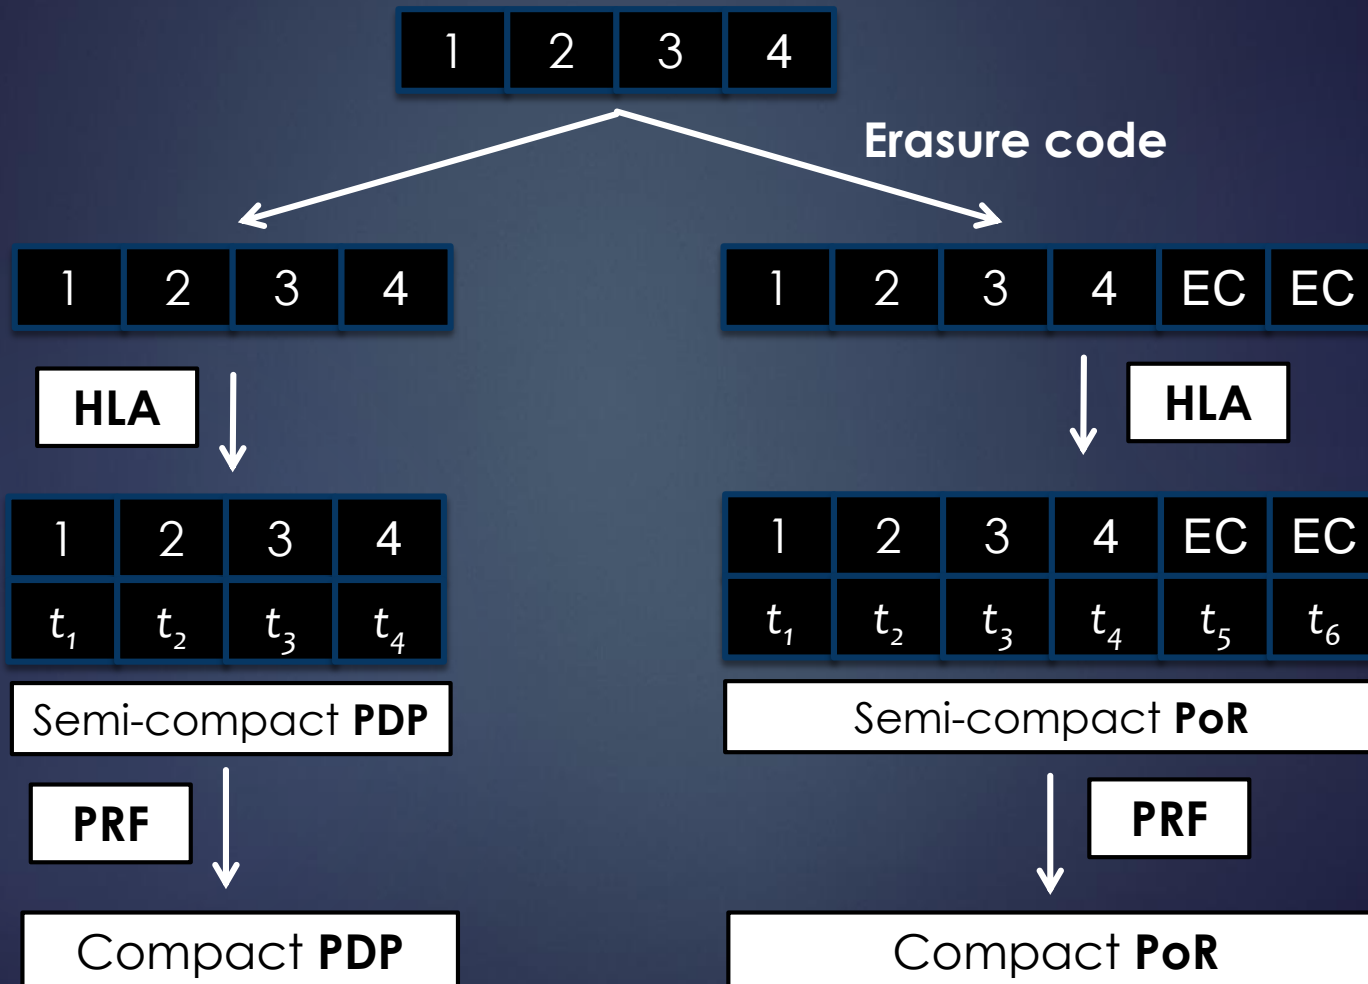 1 2 3 4
Erasure code
1 2 3 4
1 2 3 4 EC EC
HLA
HLA
1 2 3 4
t₁ t₂ t₃ t₄
1 2 3 4 EC EC
t₁ t₂ t₃ t₄ t₅ t₆
Semi-compact PDP
Semi-compact PoR
PRF
PRF
Compact PDP
Compact PoR